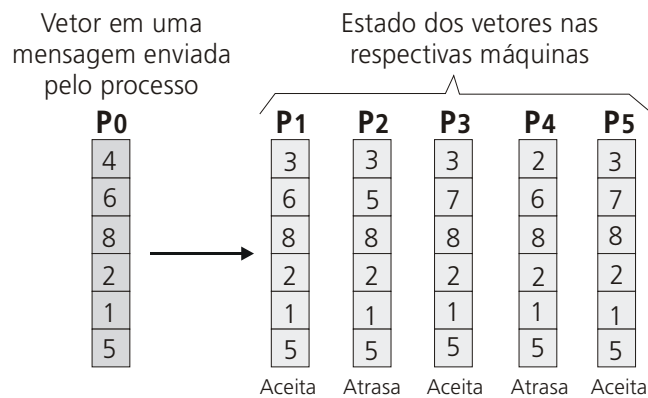 Vetor em uma
mensagem enviada
pelo processo
Estado dos vetores nas
respectivas máquinas
P0 P1 P2 P3 P4 P5
4 3 3 3 2 3
6 6 5 7 6 7
8 8 8 8 8 8
2 2 2 2 2 2
1 1 1 1 1 1
5 5 5 5 5 5
Aceita Atrasa Aceita Atrasa Aceita